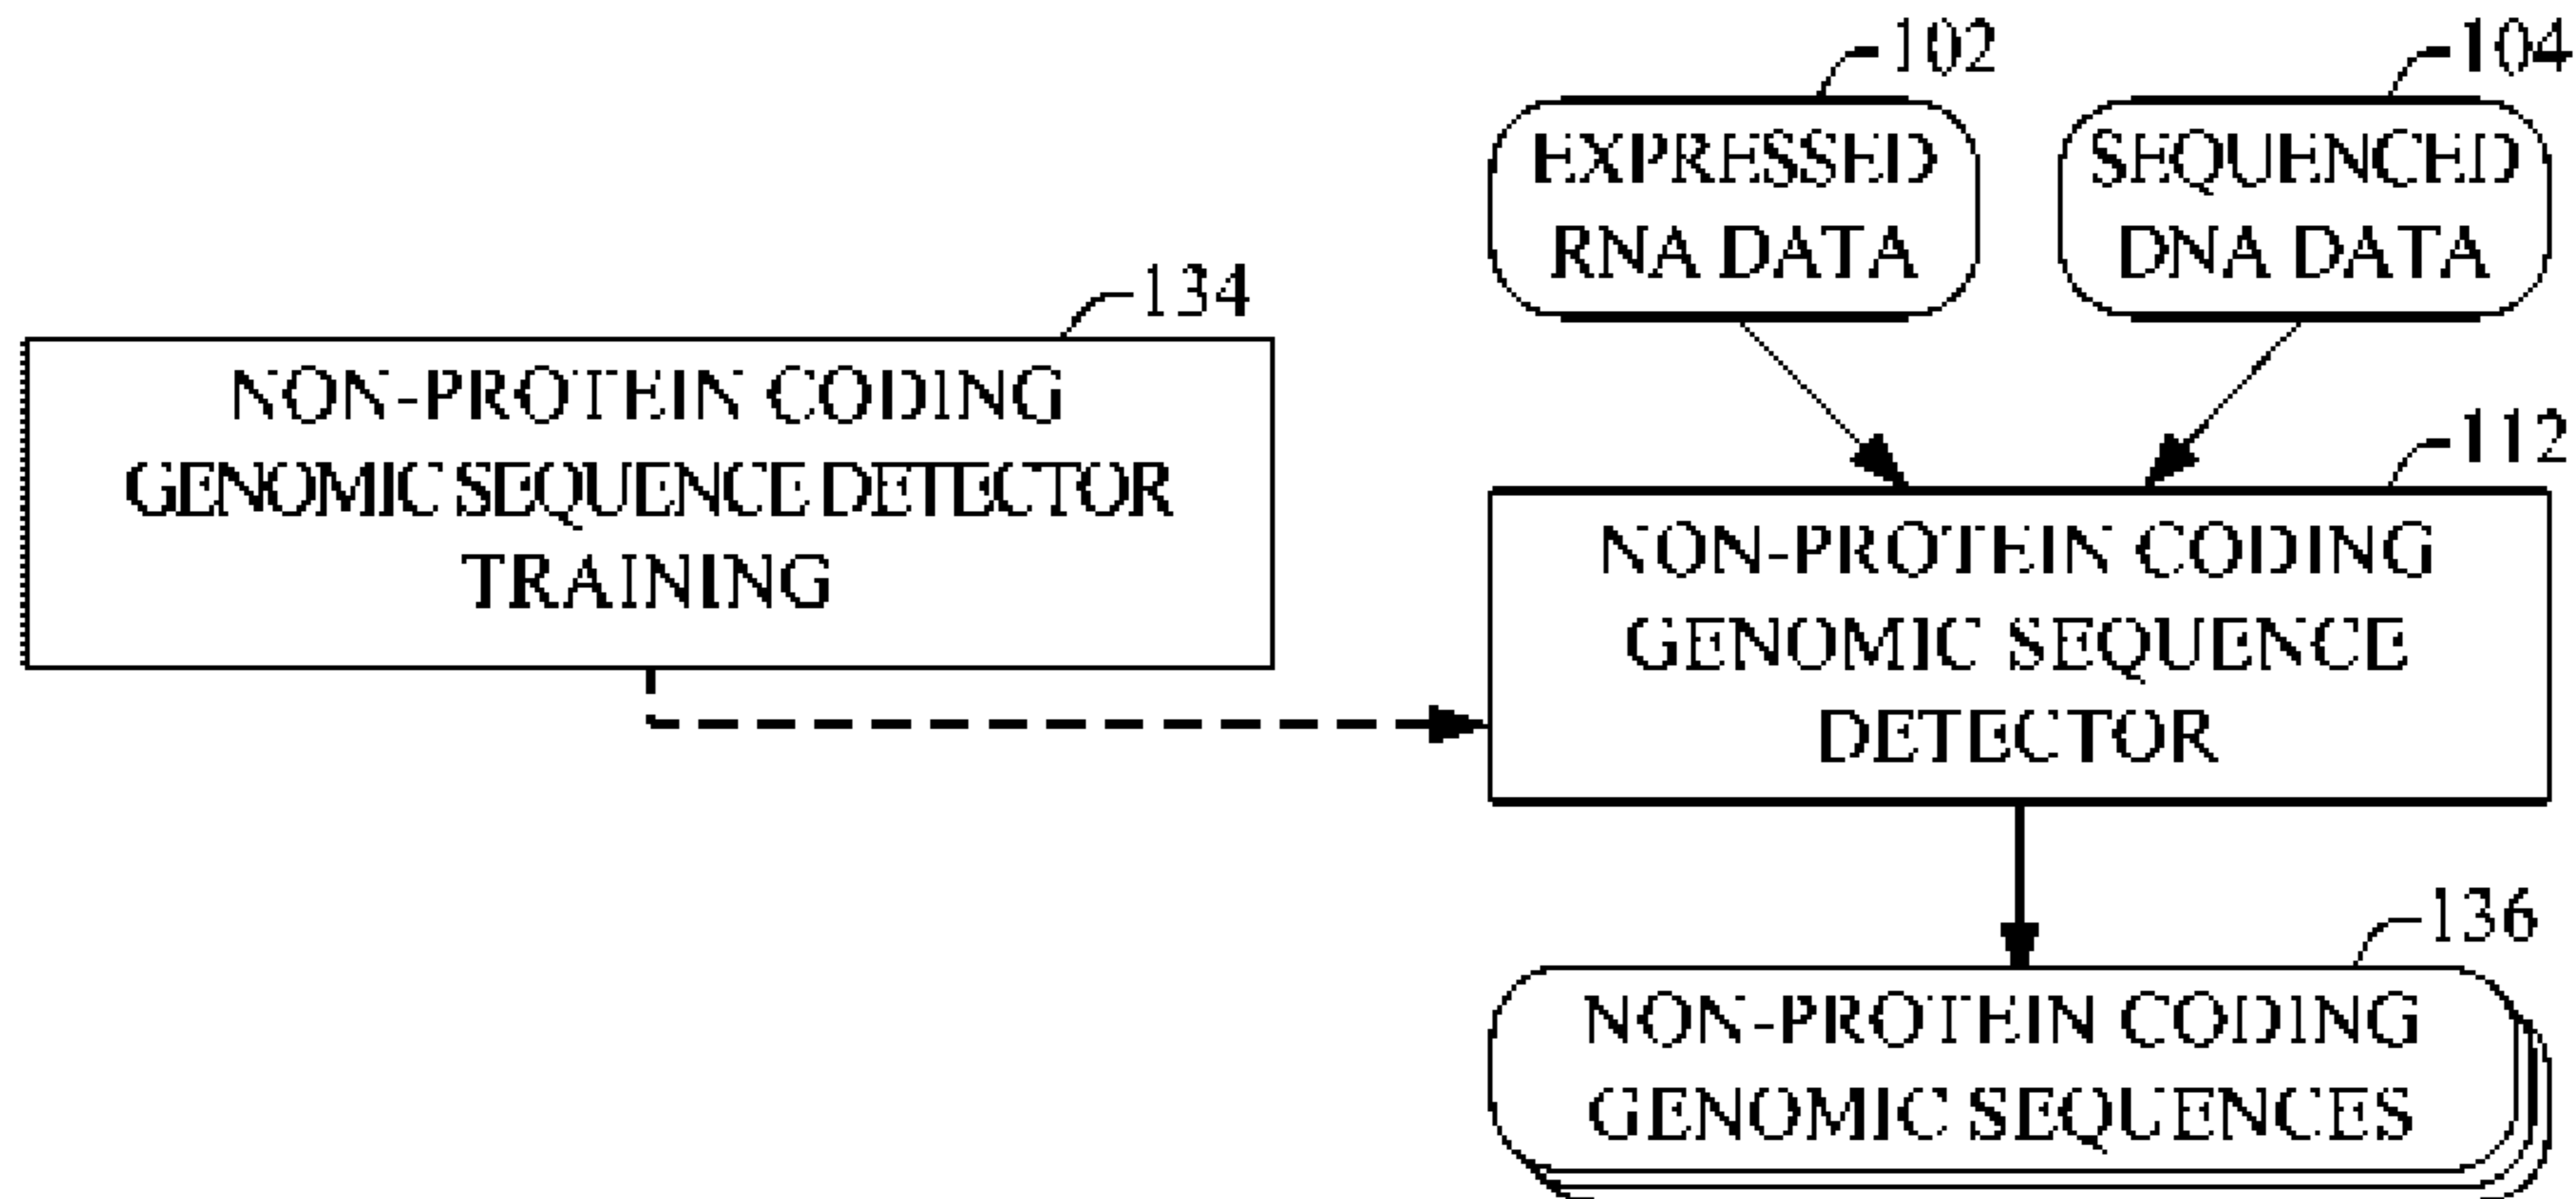 102
104
EXPRESSED
RNA DATA
SEQUENCED
DNA DATA
134
NON-PROTEIN CODING
GENOMIC SEQUENCE DETECTOR
TRAINING
112
NON-PROTEIN CODING
GENOMIC SEQUENCE
DETECTOR
136
NON-PROTEIN CODING
GENOMIC SEQUENCES